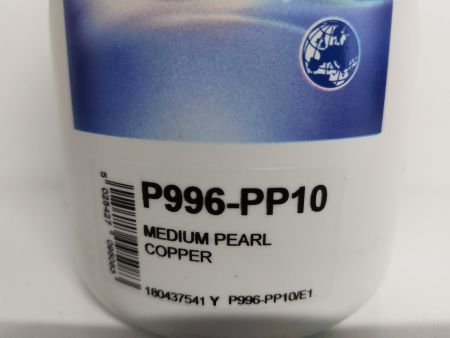 P996-PP10
MEDIUM PEARL
COPPER
180437541 Y P996-PP10/E1